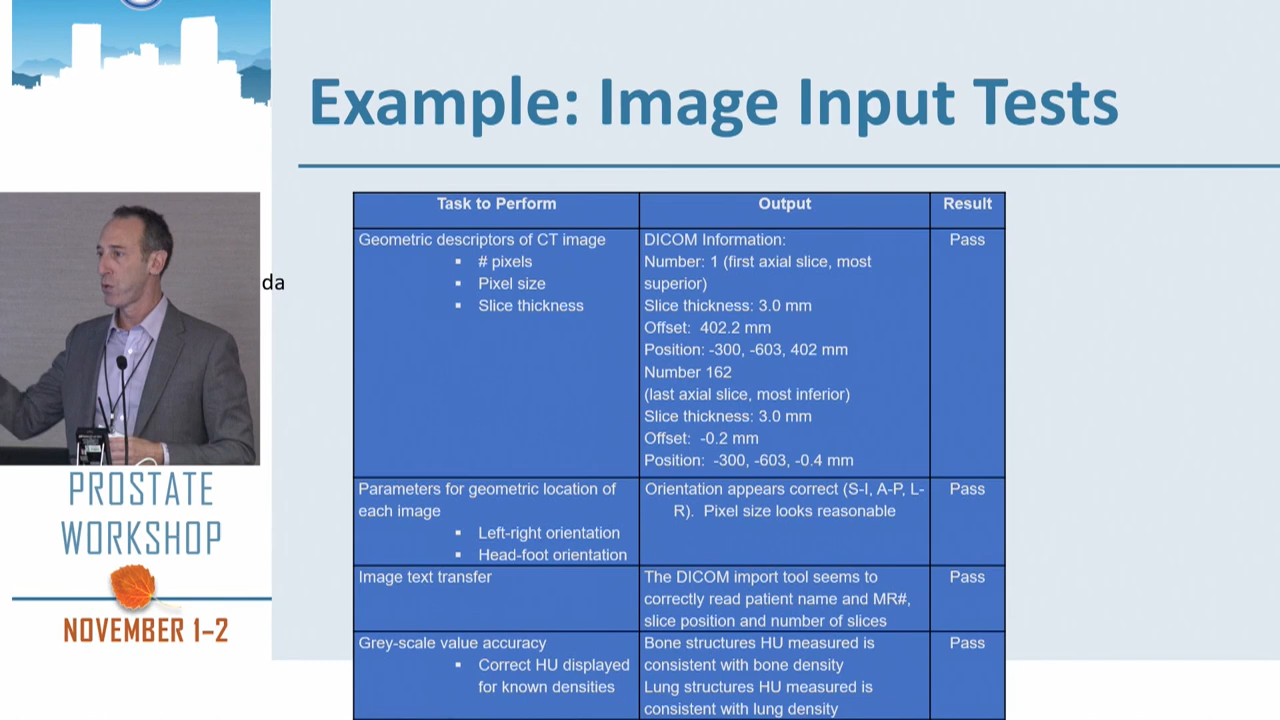 Example: Image Input Tests
Task to Perform
Output
Result
Geometric descriptors of CT image
▪ # pixels
▪ Pixel size
▪ Slice thickness
DICOM Information:
Number: 1 (first axial slice, most
superior)
Slice thickness: 3.0 mm
Offset: 402.2 mm
Position: -300, -603, 402 mm
Number 162
(last axial slice, most inferior)
Slice thickness: 3.0 mm
Offset: -0.2 mm
Position: -300, -603, -0.4 mm
Pass
Parameters for geometric location of
each image
▪ Left-right orientation
▪ Head-foot orientation
Orientation appears correct (S-I, A-P, L-
R). Pixel size looks reasonable
Pass
Image text transfer
The DICOM import tool seems to
correctly read patient name and MR#,
slice position and number of slices
Pass
Grey-scale value accuracy
▪ Correct HU displayed
for known densities
Bone structures HU measured is
consistent with bone density
Lung structures HU measured is
consistent with lung density
Pass
da
PROSTATE
WORKSHOP
NOVEMBER 1–2